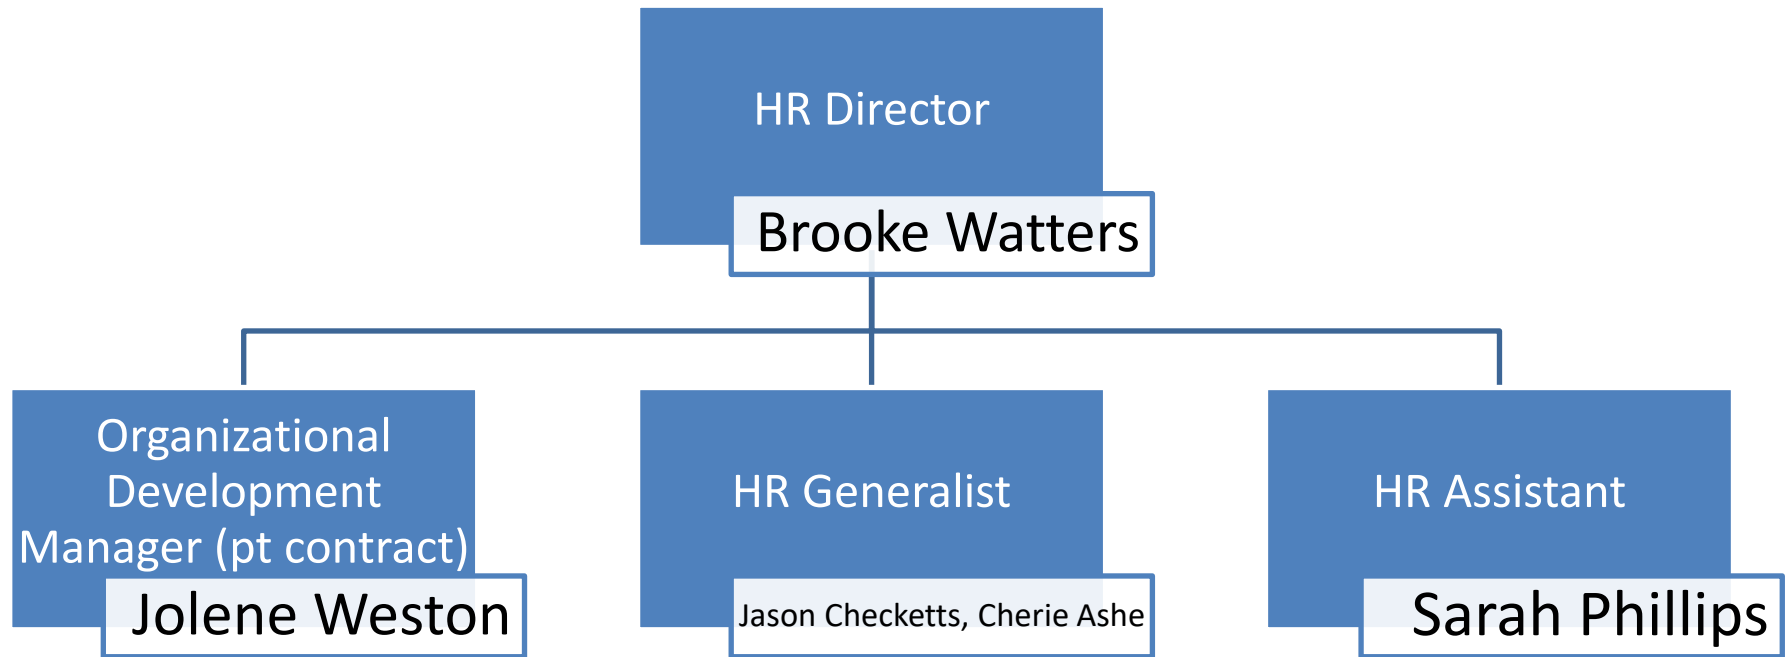 HR Director
Brooke Watters
Organizational
Development
Manager (pt contract)
Jolene Weston
HR Generalist
Jason Checketts, Cherie Ashe
HR Assistant
Sarah Phillips